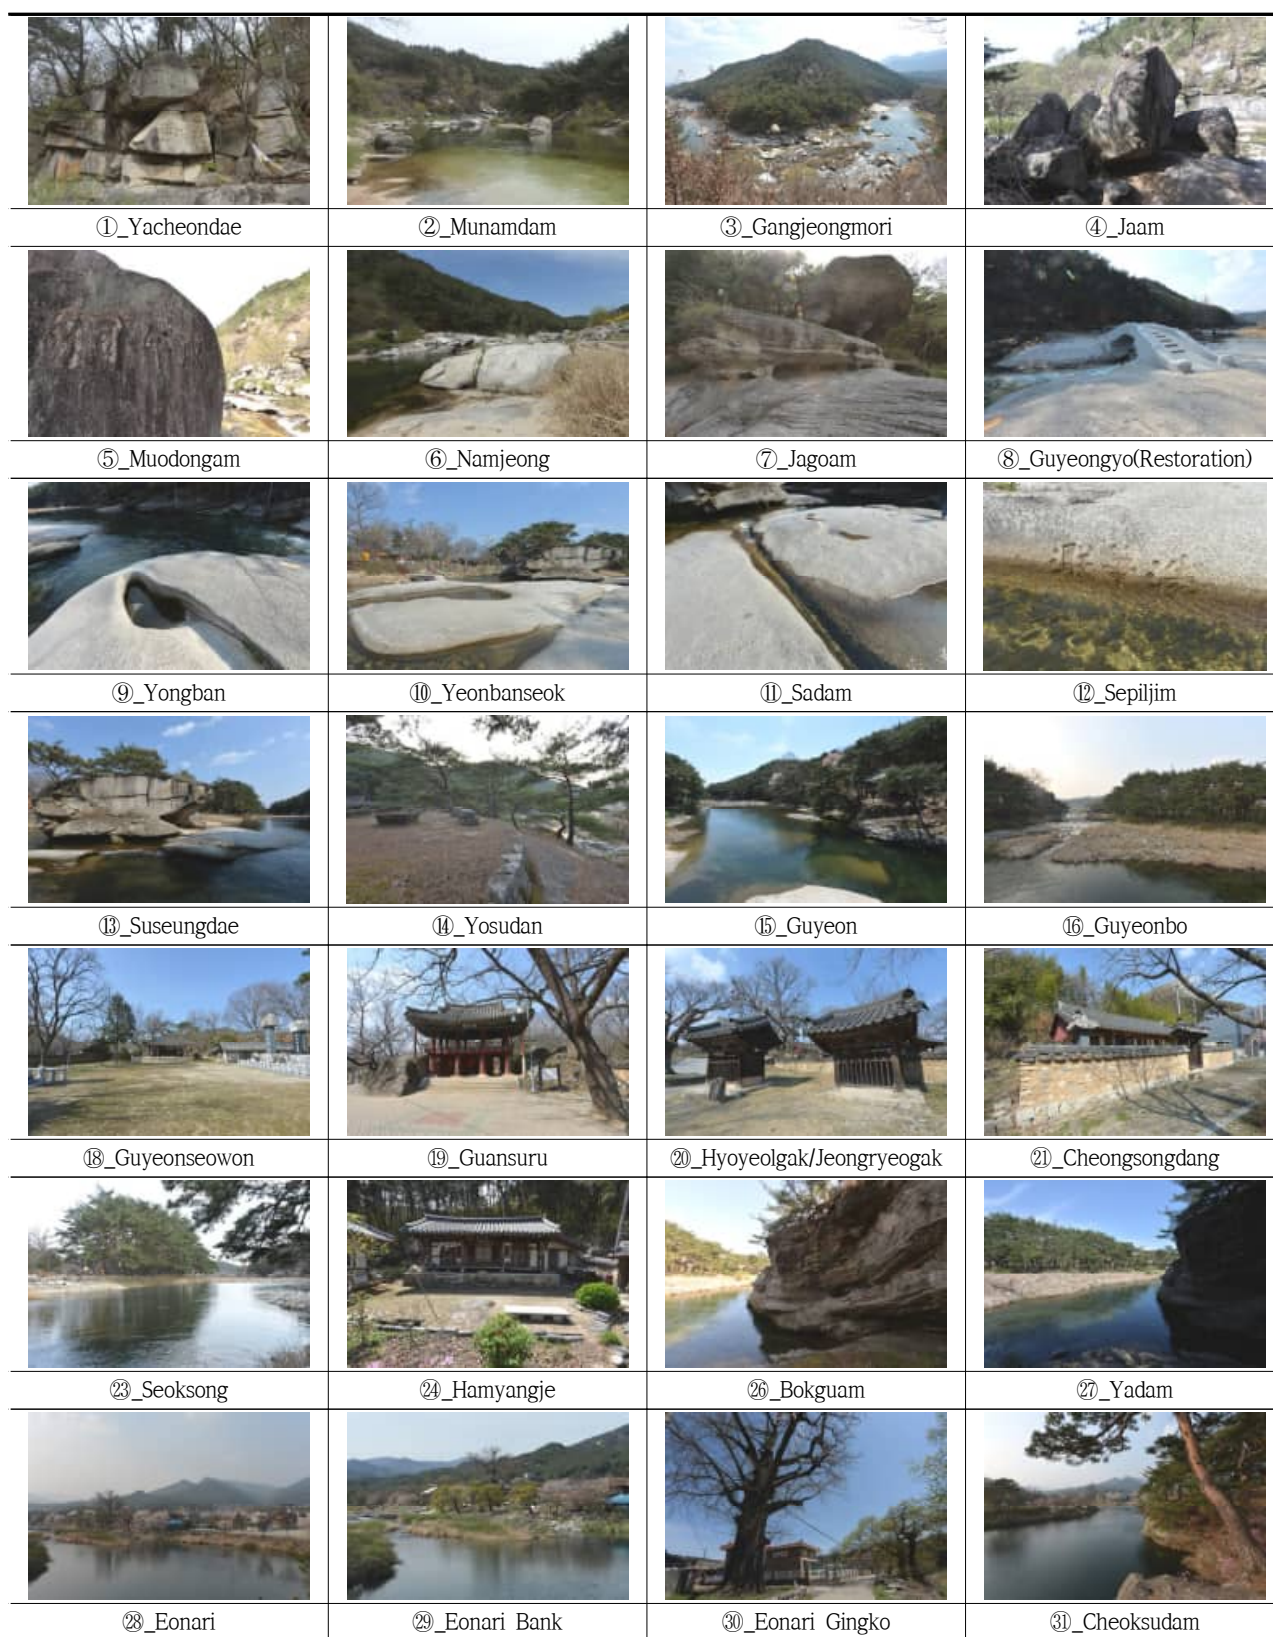 ①_Yacheondae
②_Munamdam
③_Gangjeongmori
④_Jaam
⑤_Muodongam
⑥_Namjeong
⑦_Jagoam
⑧_Guyeongyo(Restoration)
⑨_Yongban
⑩_Yeonbanseok
⑪_Sadam
⑫_Sepiljim
⑬_Suseungdae
⑭_Yosudan
⑮_Guyeon
⑯_Guyeonbo
⑱_Guyeonseowon
⑲_Guansuru
⑳_Hyoyeolgak/Jeongryeogak
㉑_Cheongsongdang
㉓_Seoksong
㉔_Hamyangje
㉖_Bokguam
㉗_Yadam
㉘_Eonari
㉙_Eonari Bank
㉚_Eonari Gingko
㉛_Cheoksudam